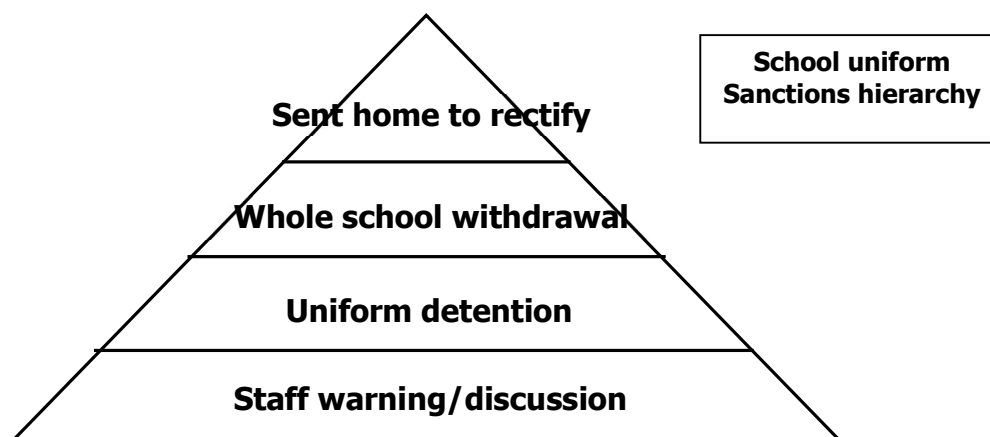 School uniform
Sanctions hierarchy
Sent home to rectify
Whole school withdrawal
Uniform detention
Staff warning/discussion